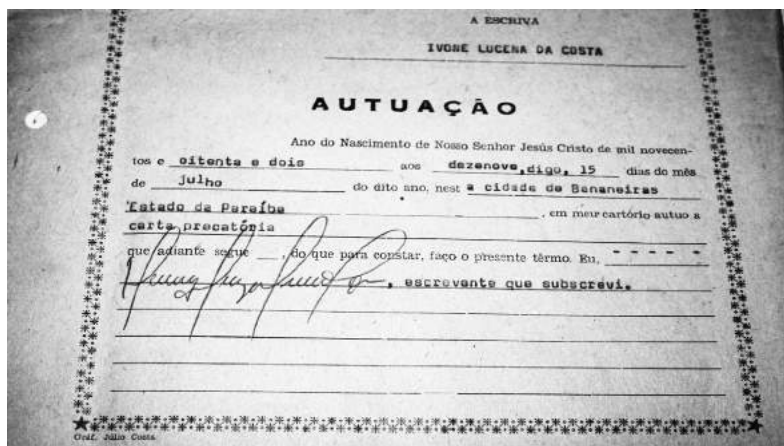 A ESCRIVA
IVONE LUCENA DA COSTA
AUTUAÇÃO
Ano do Nascimento de Nosso Senhor Jesús Cristo de mil novecen-
tos e oitenta e dois aos dezenove,digo, 15 dias do mês
de julho do dito ano, nest a cidade de Bananeiras
Estado da Paraíba , em meu cartório autuo a
carta precatória
que adiante segue , do que para constar, faço o presente têrmo. Eu, - - - - -
, escrevente que subscrevi.
Gráf. Júlio Costa